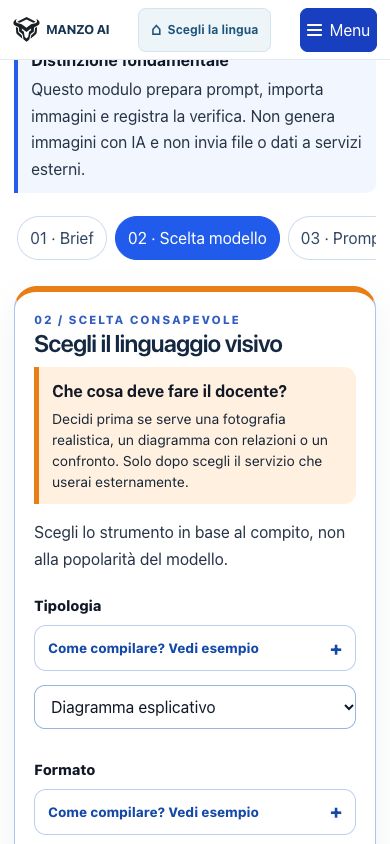 MANZO AI
⌂ Scegli la lingua
Menu
Distinzione fondamentale
Questo modulo prepara prompt, importa
immagini e registra la verifica. Non genera
immagini con IA e non invia file o dati a servizi
esterni.
01 · Brief
02 · Scelta modello
03 · Promp
02 / SCELTA CONSAPEVOLE
Scegli il linguaggio visivo
Che cosa deve fare il docente?
Decidi prima se serve una fotografia
realistica, un diagramma con relazioni o un
confronto. Solo dopo scegli il servizio che
userai esternamente.
Scegli lo strumento in base al compito, non
alla popolarità del modello.
Tipologia
Come compilare? Vedi esempio +
Diagramma esplicativo
Formato
Come compilare? Vedi esempio +